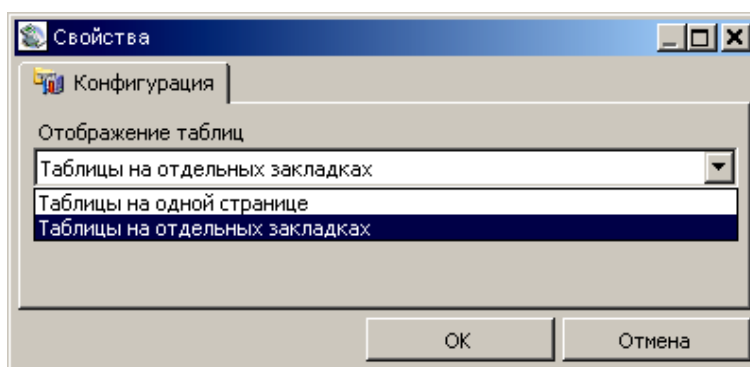 Свойства
Конфигурация
Отображение таблиц
Таблицы на отдельных закладках
Таблицы на одной странице
Таблицы на отдельных закладках
OK
Отмена